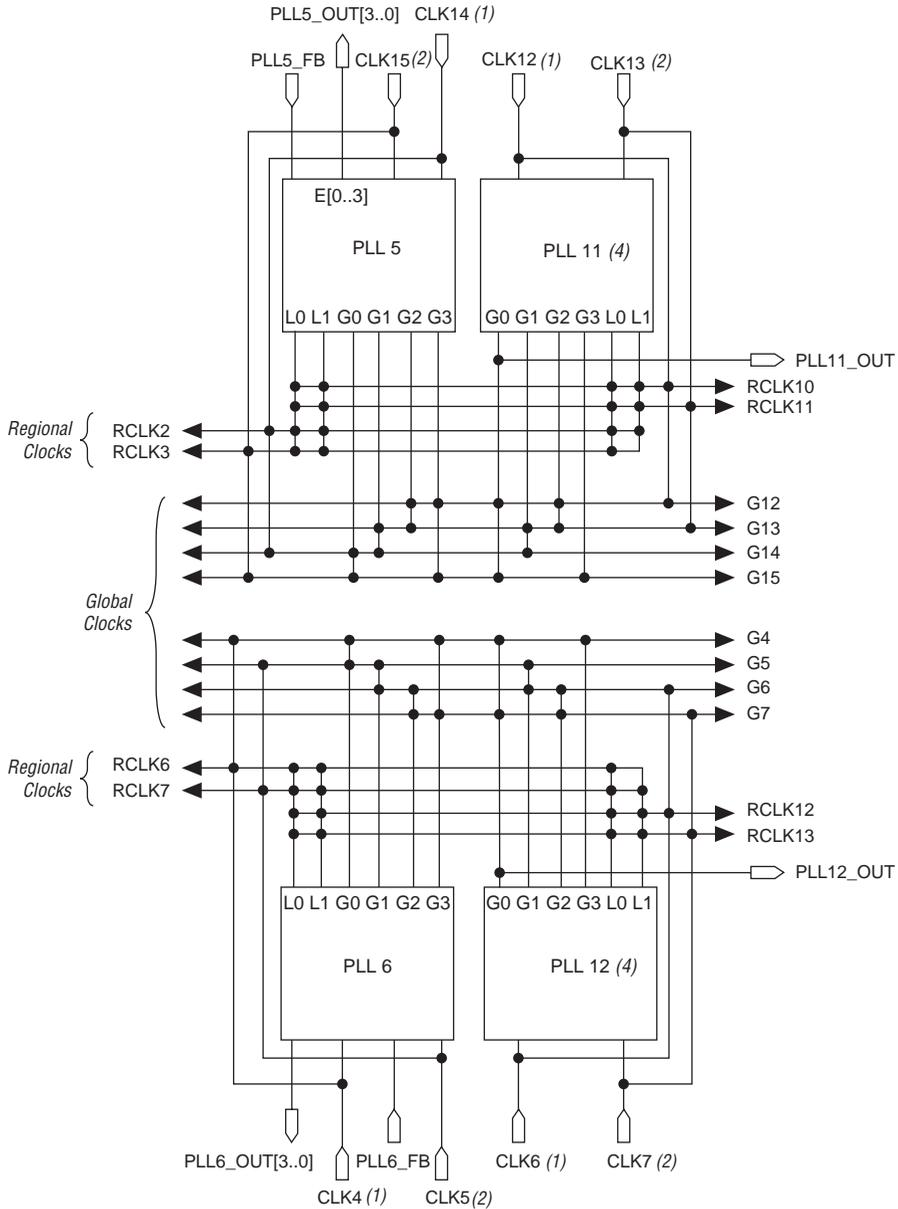 PLL5_OUT[3..0] CLK14 (1)
PLL5_FB CLK15 (2) CLK12 (1) CLK13 (2)
E[0..3]
PLL 5 PLL 11 (4)
L0 L1 G0 G1 G2 G3 G0 G1 G2 G3 L0 L1
PLL11_OUT
RCLK10
RCLK11
Regional Clocks
RCLK2
RCLK3
G12
G13
G14
G15
Global
Clocks
G4
G5
G6
G7
Regional
Clocks
RCLK6
RCLK7
RCLK12
RCLK13
PLL12_OUT
L0 L1 G0 G1 G2 G3 G0 G1 G2 G3 L0 L1
PLL 6 PLL 12 (4)
PLL6_OUT[3..0] PLL6_FB CLK6 (1) CLK7 (2)
CLK4 (1) CLK5 (2)